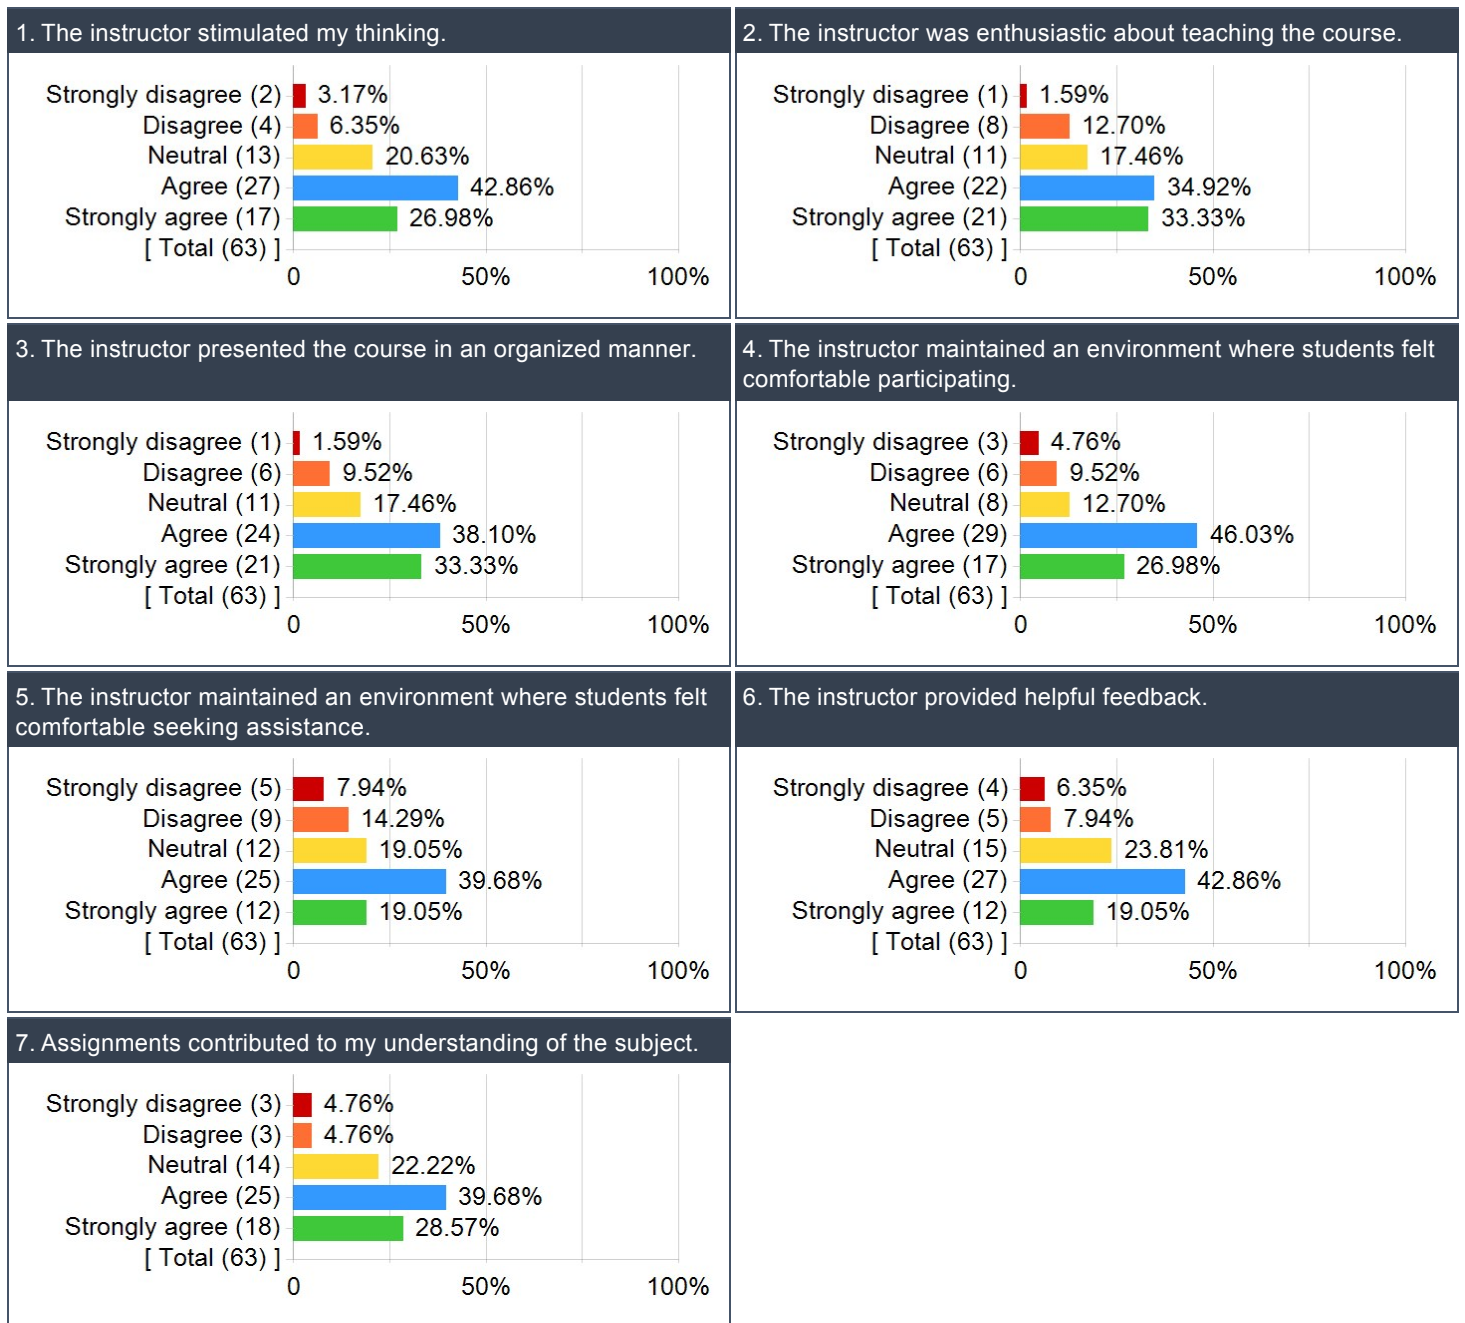 1. The instructor stimulated my thinking.
Strongly disagree (2) 3.17%
Disagree (4) 6.35%
Neutral (13) 20.63%
Agree (27) 42.86%
Strongly agree (17) 26.98%
[ Total (63) ]
0 50% 100%
2. The instructor was enthusiastic about teaching the course.
Strongly disagree (1) 1.59%
Disagree (8) 12.70%
Neutral (11) 17.46%
Agree (22) 34.92%
Strongly agree (21) 33.33%
[ Total (63) ]
0 50% 100%
3. The instructor presented the course in an organized manner.
Strongly disagree (1) 1.59%
Disagree (6) 9.52%
Neutral (11) 17.46%
Agree (24) 38.10%
Strongly agree (21) 33.33%
[ Total (63) ]
0 50% 100%
4. The instructor maintained an environment where students felt
comfortable participating.
Strongly disagree (3) 4.76%
Disagree (6) 9.52%
Neutral (8) 12.70%
Agree (29) 46.03%
Strongly agree (17) 26.98%
[ Total (63) ]
0 50% 100%
5. The instructor maintained an environment where students felt
comfortable seeking assistance.
Strongly disagree (5) 7.94%
Disagree (9) 14.29%
Neutral (12) 19.05%
Agree (25) 39.68%
Strongly agree (12) 19.05%
[ Total (63) ]
0 50% 100%
6. The instructor provided helpful feedback.
Strongly disagree (4) 6.35%
Disagree (5) 7.94%
Neutral (15) 23.81%
Agree (27) 42.86%
Strongly agree (12) 19.05%
[ Total (63) ]
0 50% 100%
7. Assignments contributed to my understanding of the subject.
Strongly disagree (3) 4.76%
Disagree (3) 4.76%
Neutral (14) 22.22%
Agree (25) 39.68%
Strongly agree (18) 28.57%
[ Total (63) ]
0 50% 100%